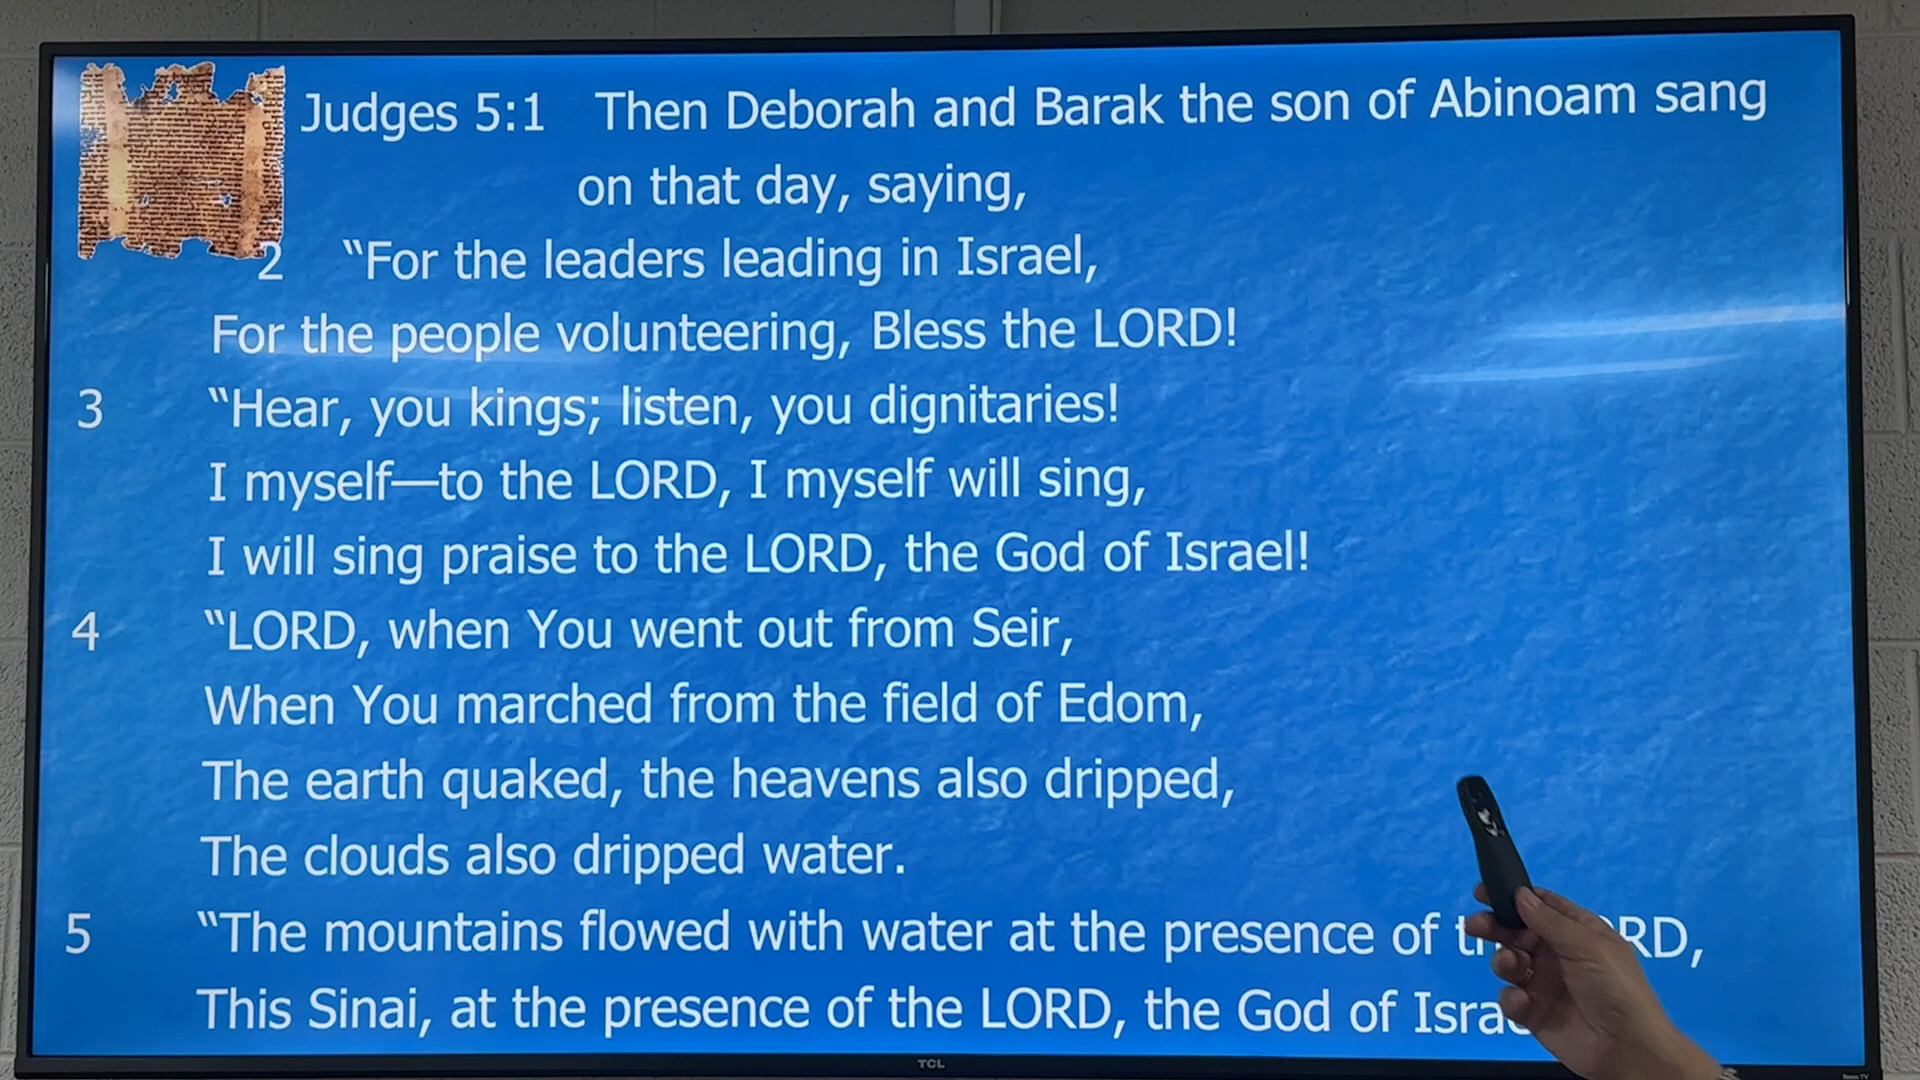 Judges 5:1 Then Deborah and Barak the son of Abinoam sang
on that day, saying,
2 “For the leaders leading in Israel,
For the people volunteering, Bless the LORD!
3 “Hear, you kings; listen, you dignitaries!
I myself—to the LORD, I myself will sing,
I will sing praise to the LORD, the God of Israel!
4 “LORD, when You went out from Seir,
When You marched from the field of Edom,
The earth quaked, the heavens also dripped,
The clouds also dripped water.
5 “The mountains flowed with water at the presence of
This Sinai, at the presence of the LORD, the God of
TCL
Roku TV